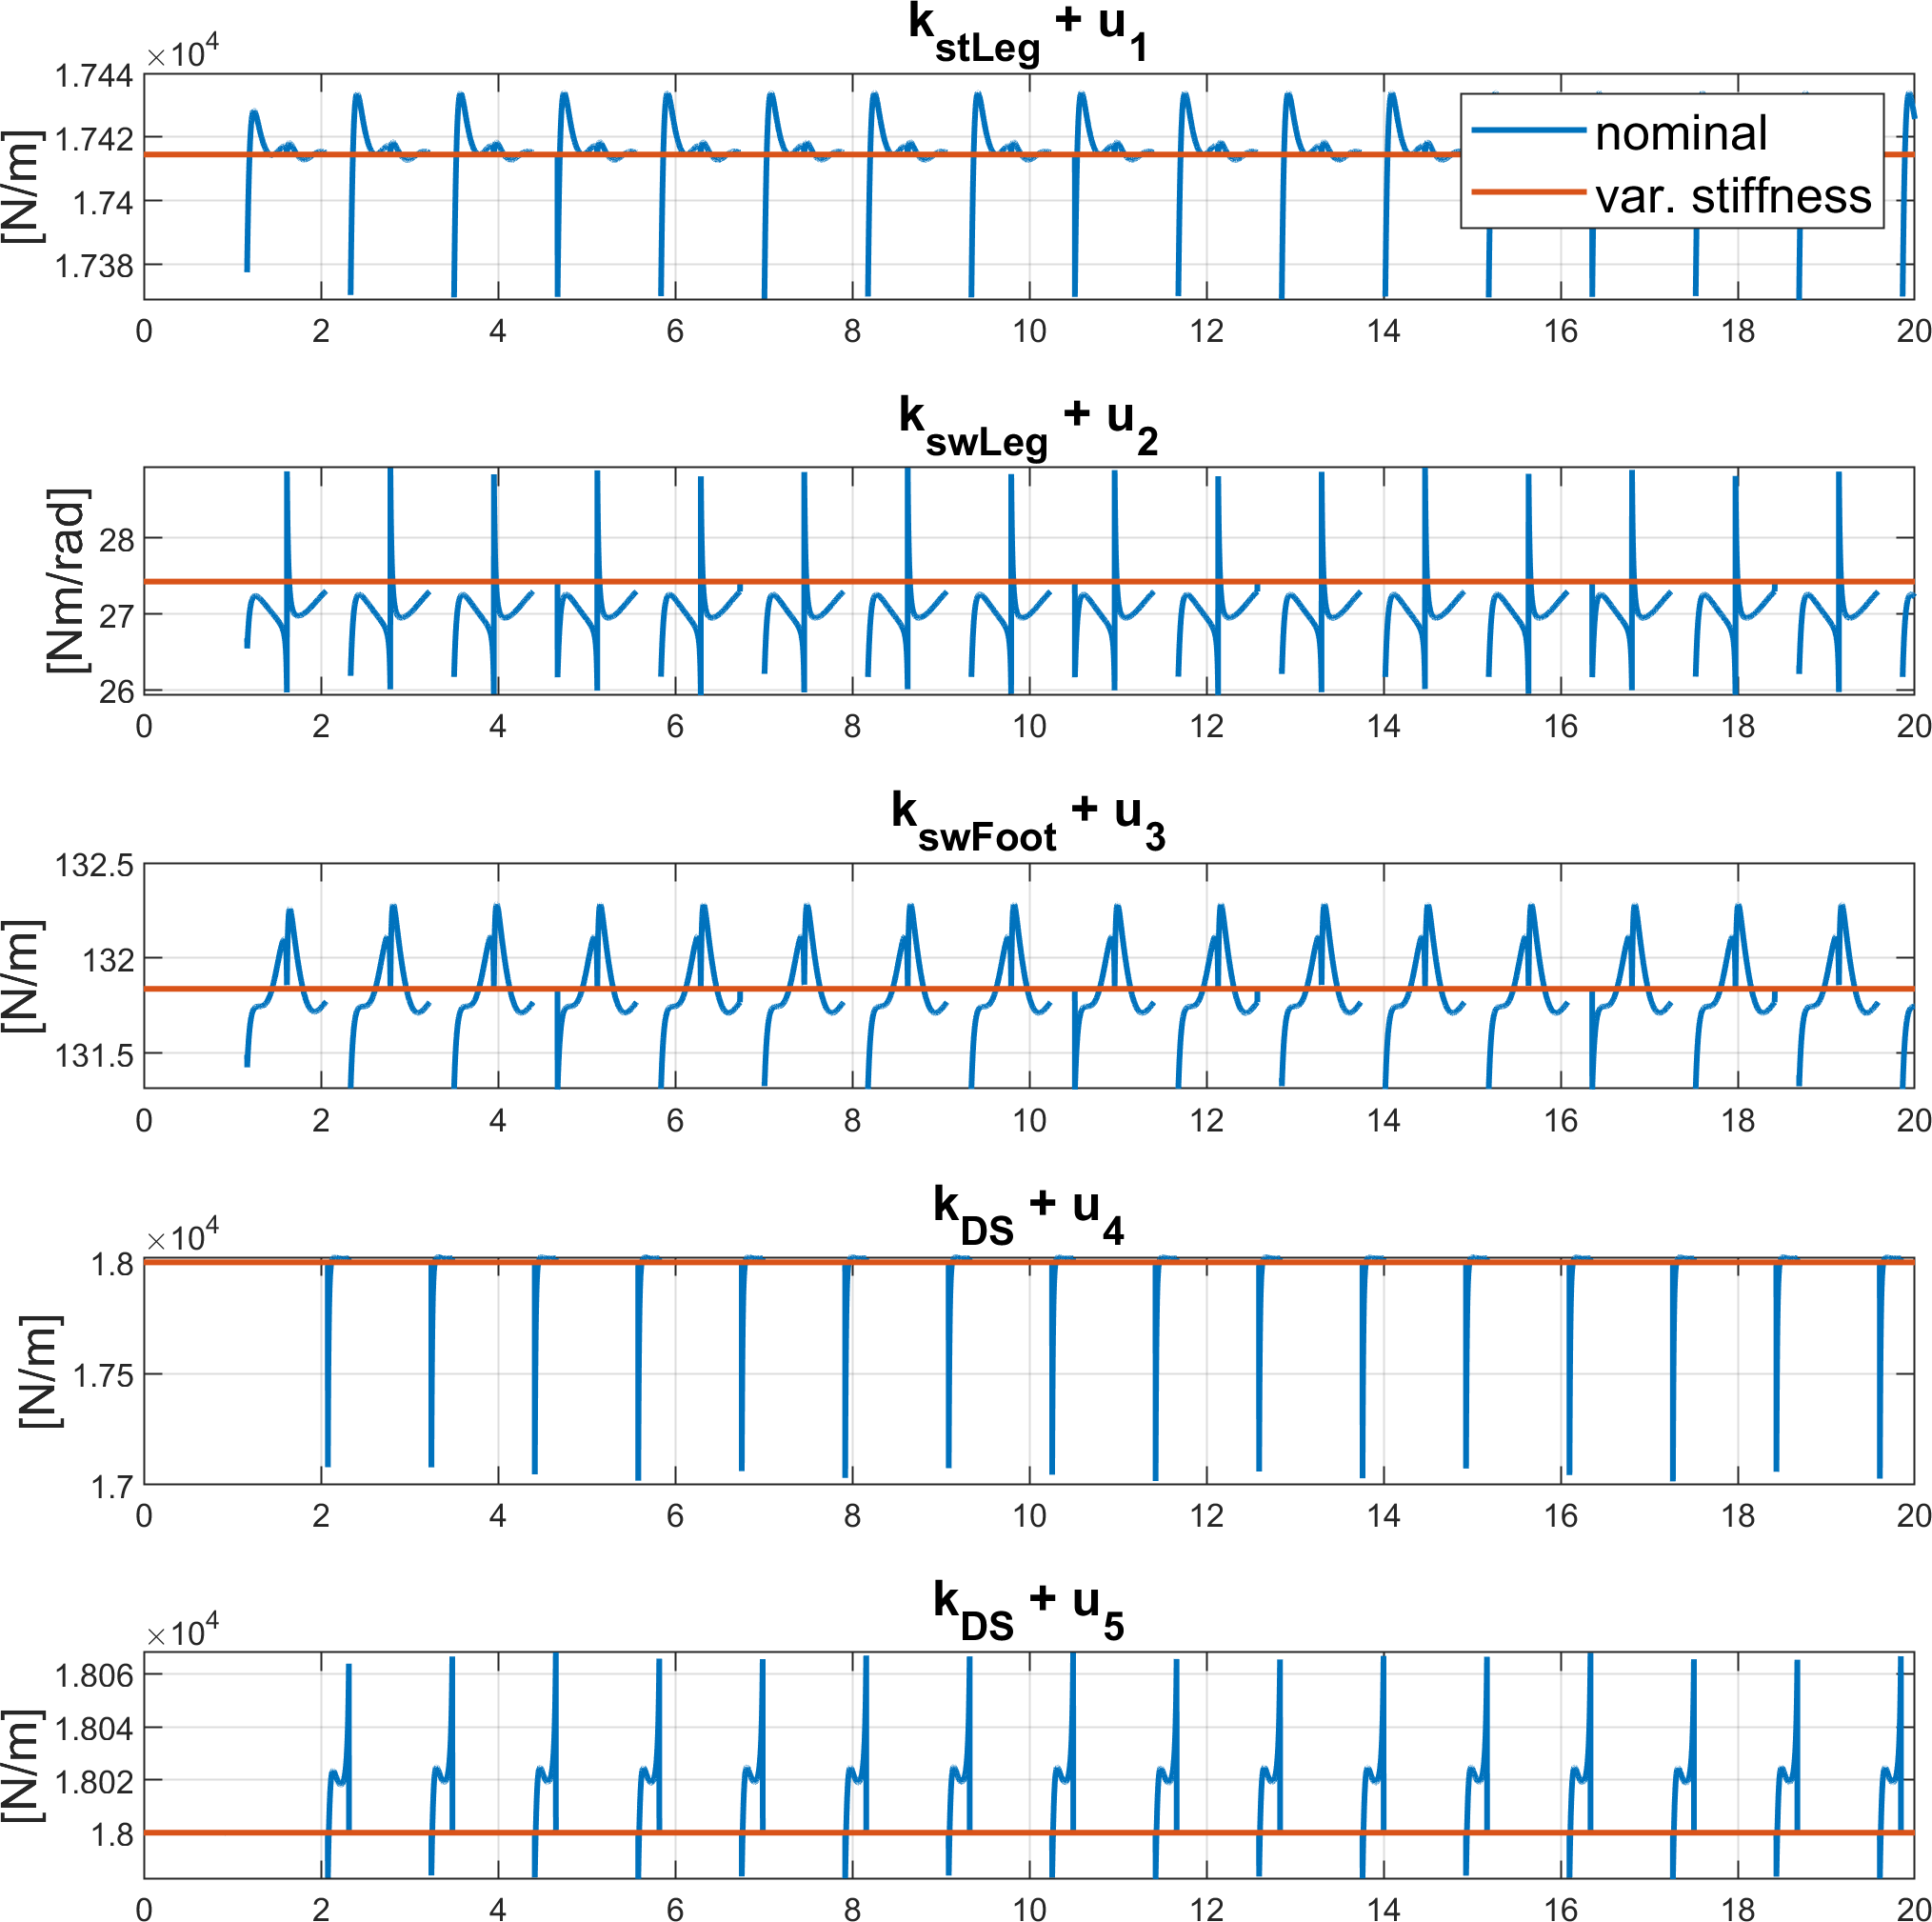 k_stLeg + u_1
×10^4
1.744
1.742
1.74
1.738
[N/m]
nominal
var. stiffness
0 2 4 6 8 10 12 14 16 18 20
k_swLeg + u_2
28
27
26
[Nm/rad]
0 2 4 6 8 10 12 14 16 18 20
k_swFoot + u_3
132.5
132
131.5
[N/m]
0 2 4 6 8 10 12 14 16 18 20
k_DS + u_4
×10^4
1.8
1.75
1.7
[N/m]
0 2 4 6 8 10 12 14 16 18 20
k_DS + u_5
×10^4
1.806
1.804
1.802
1.8
[N/m]
0 2 4 6 8 10 12 14 16 18 20